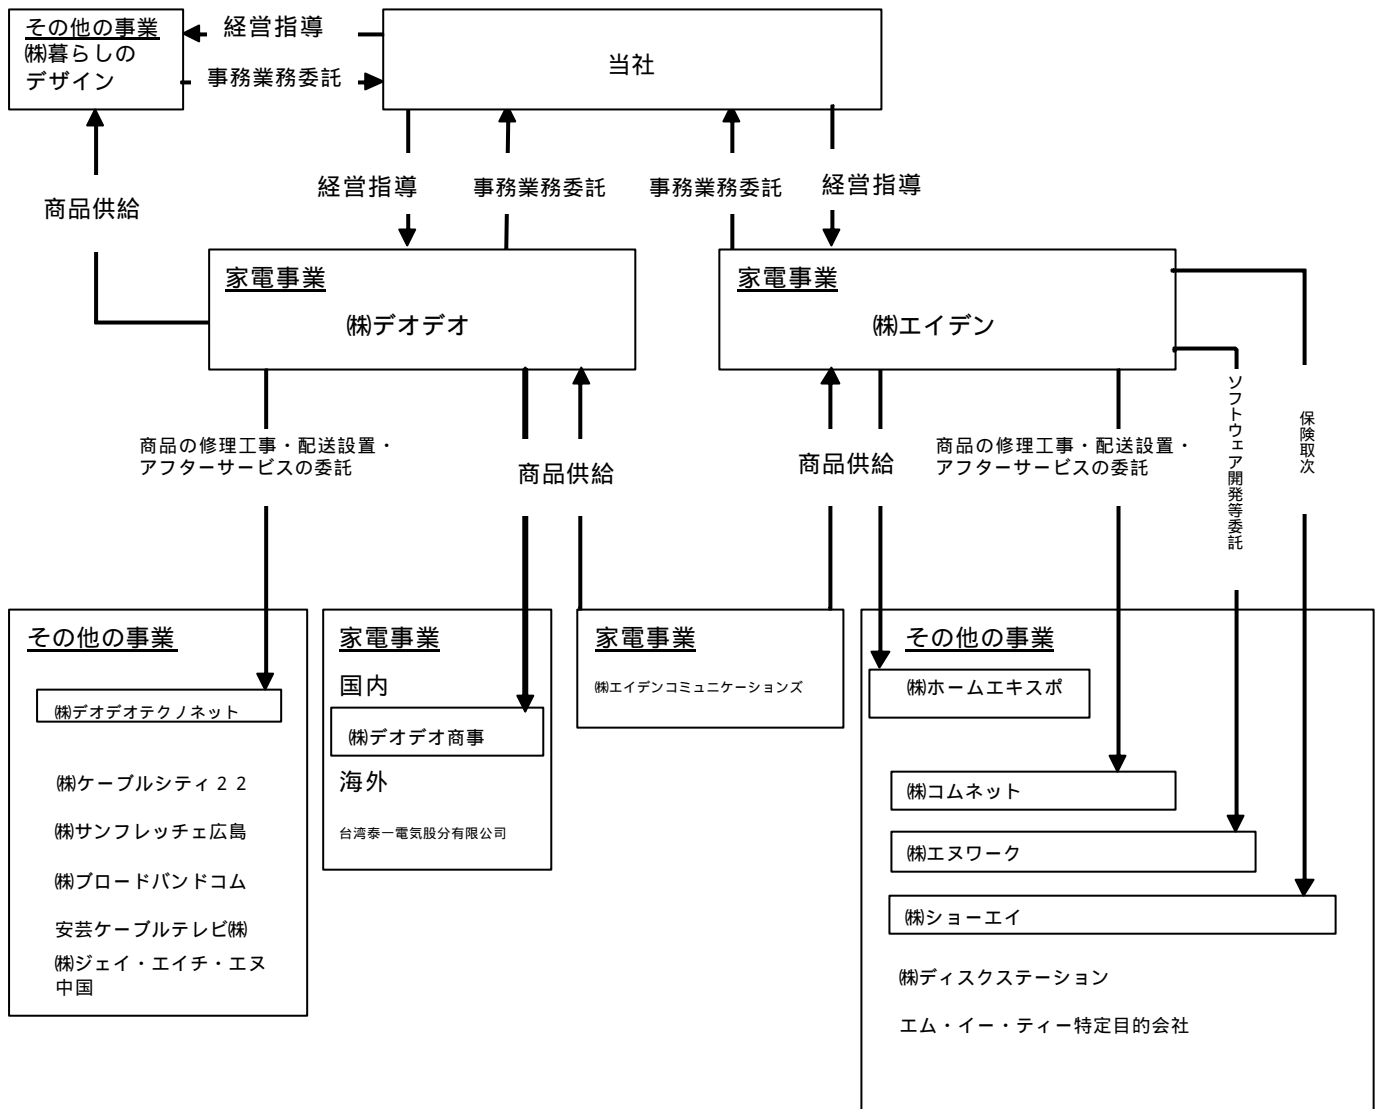 その他の事業
㈱暮らしの
デザイン
経営指導
事務業務委託
当社
商品供給
経営指導
事務業務委託
事務業務委託
経営指導
家電事業
㈱デオデオ
家電事業
㈱エイデン
商品の修理工事・配送設置・
アフターサービスの委託
商品供給
商品供給
商品の修理工事・配送設置・
アフターサービスの委託
ソフトウェア開発等委託
保険取次
その他の事業
㈱デオデオテクノネット
㈱ケーブルシティ２２
㈱サンフレッチェ広島
㈱ブロードバンドコム
安芸ケーブルテレビ㈱
㈱ジェイ・エイチ・エヌ
中国
家電事業
国内
㈱デオデオ商事
海外
台湾泰一電気股分有限公司
家電事業
㈱エイデンコミュニケーションズ
その他の事業
㈱ホームエキスポ
㈱コムネット
㈱エヌワーク
㈱ショーエイ
㈱ディスクステーション
エム・イー・ティー特定目的会社